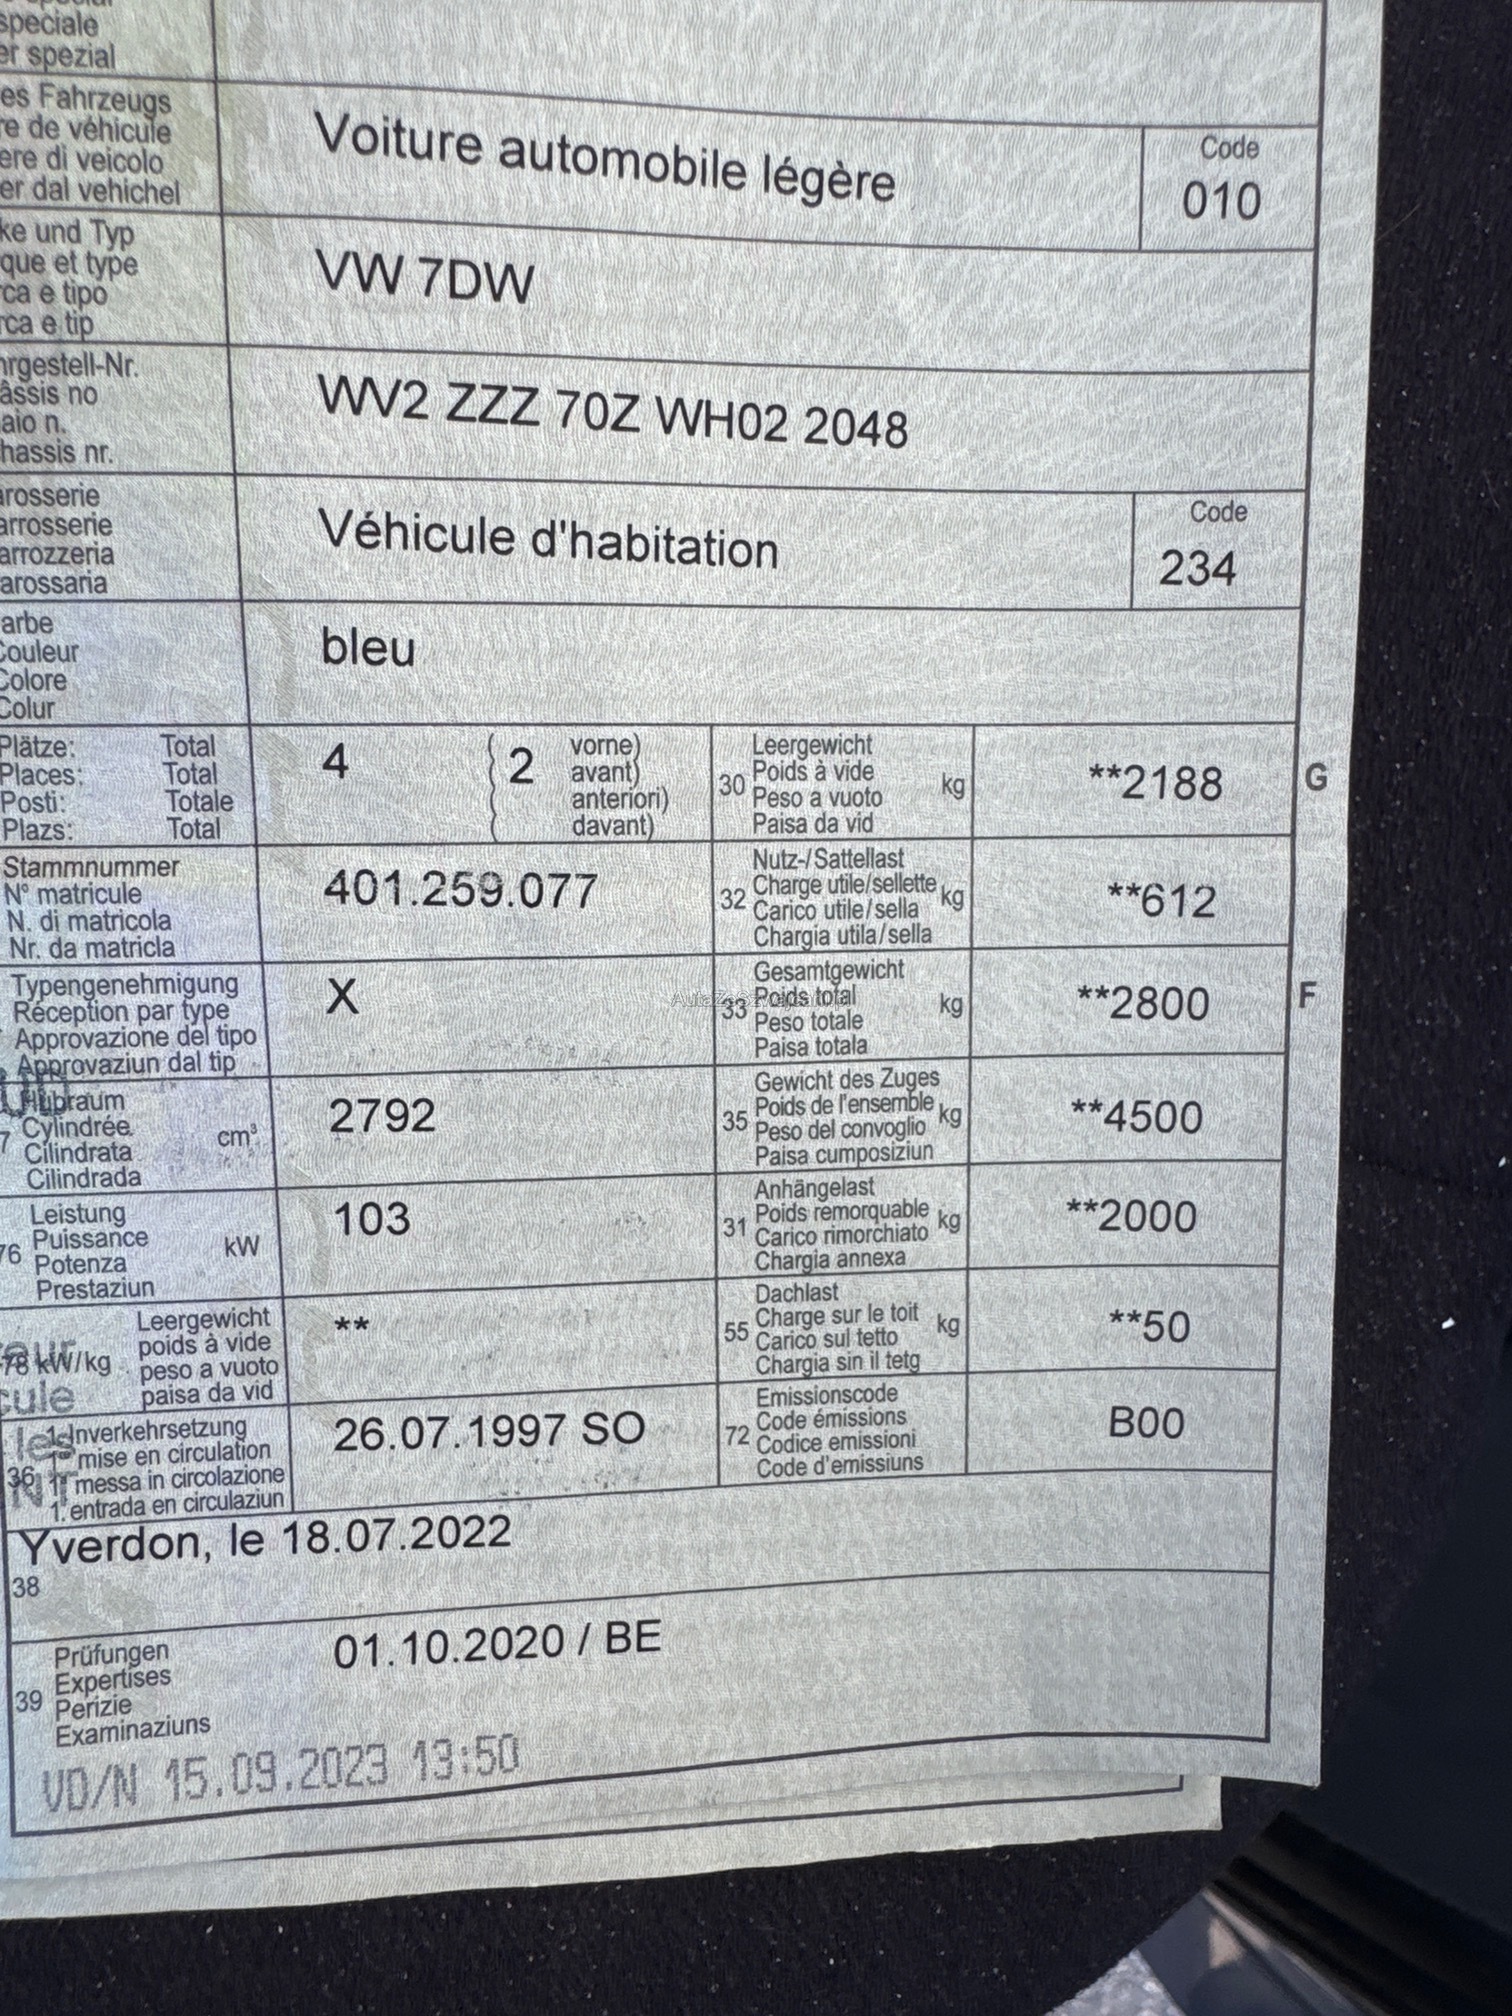 speciale
er spezial
es Fahrzeugs
re de véhicule
ere di veicolo
er dal vehichel
Voiture automobile légère
Code
010
ke und Typ
que et type
ca e tipo
rca e tip
VW 7DW
hrgestell-Nr.
âssis no
aio n.
hassis nr.
WV2 ZZZ 70Z WH02 2048
arosserie
arrosserie
arrozzeria
arossaria
Véhicule d'habitation
Code
234
arbe
Couleur
Colore
Colur
bleu
Plätze: Total
Places: Total
Posti: Totale
Plazs: Total
4
2
vorne)
avant)
anteriori)
davant)
30
Leergewicht
Poids à vide
Peso a vuoto
Paisa da vid
kg
**2188
G
Stammnummer
N° matricule
N. di matricola
Nr. da matricla
401.259.077
32
Nutz-/Sattellast
Charge utile/sellette
Carico utile/sella
Chargia utila/sella
kg
**612
Typengenehmigung
Réception par type
Approvazione del tipo
Approvaziun dal tip
X
33
Gesamtgewicht
Poids total
Peso totale
Paisa totala
kg
**2800
F
Hubraum
7 Cylindrée
Cilindrata
Cilindrada
cm³
2792
35
Gewicht des Zuges
Poids de l'ensemble
Peso del convoglio
Paisa cumposiziun
kg
**4500
76
Leistung
Puissance
Potenza
Prestaziun
kW
103
31
Anhängelast
Poids remorquable
Carico rimorchiato
Chargia annexa
kg
**2000
78 kW/kg
Leergewicht
poids à vide
peso a vuoto
paisa da vid
**
55
Dachlast
Charge sur le toit
Carico sul tetto
Chargia sin il tetg
kg
**50
cule
les
36
1. Inverkehrsetzung
mise en circulation
messa in circolazione
1. entrada en circulaziun
26.07.1997 SO
72
Emissionscode
Code émissions
Codice emissioni
Code d'emissiuns
B00
Yverdon, le 18.07.2022
38
39
Prüfungen
Expertises
Perizie
Examinaziuns
01.10.2020 / BE
VD/N 15.09.2023 13:50